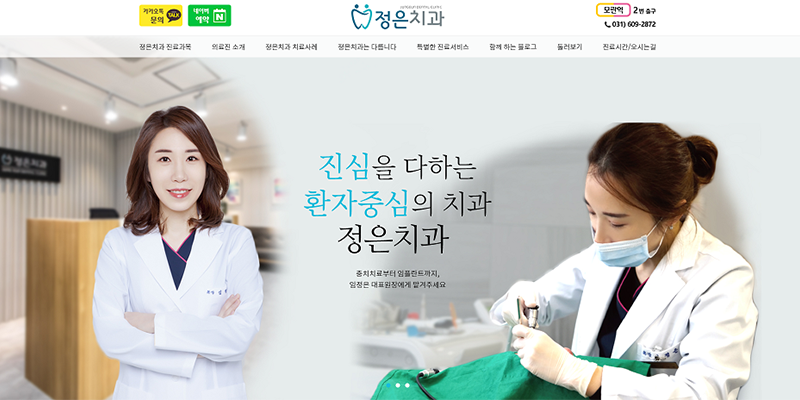 카카오톡
문의
TALK
네이버
예약
N
정은치과
모란역 2번 출구
031) 609-2872
정은치과 진료과목 의료진 소개 정은치과 치료사례 정은치과는 다릅니다 특별한 진료서비스 함께 하는 블로그 둘러보기 진료시간/오시는길
정은치과
진심을 다하는
환자중심의 치과
정은치과
충치치료부터 임플란트까지,
임정은 대표원장에게 맡겨주세요